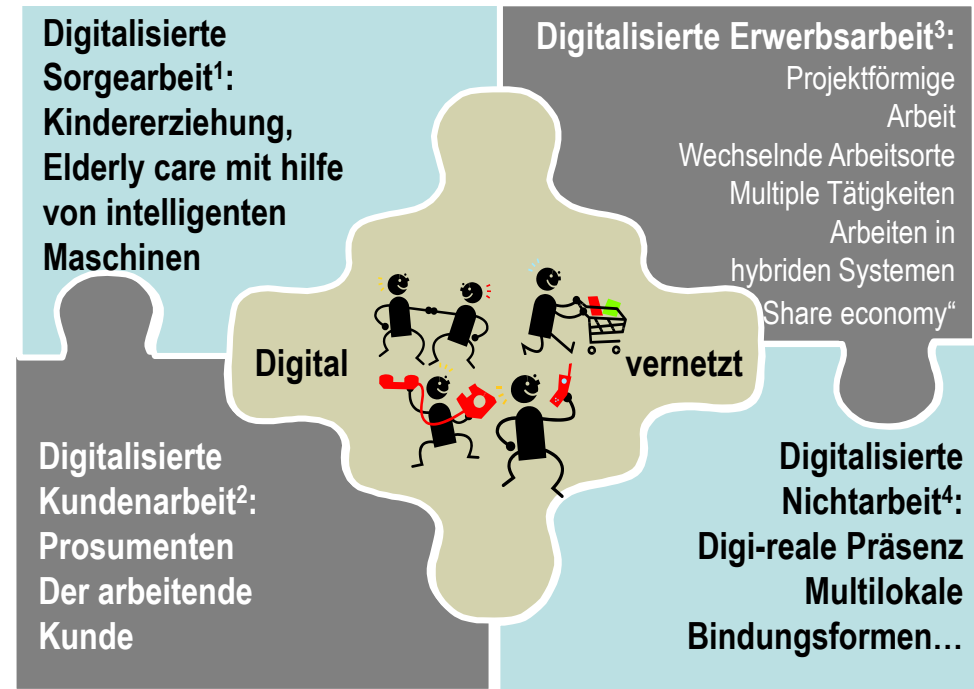 Digitalisierte
Sorgearbeit¹:
Kindererziehung,
Elderly care mit hilfe
von intelligenten
Maschinen
Digitalisierte Erwerbsarbeit³:
Projektförmige
Arbeit
Wechselnde Arbeitsorte
Multiple Tätigkeiten
Arbeiten in
hybriden Systemen
Share economy“
Digital
vernetzt
Digitalisierte
Kundenarbeit²:
Prosumenten
Der arbeitende
Kunde
Digitalisierte
Nichtarbeit⁴:
Digi-reale Präsenz
Multilokale
Bindungsformen…